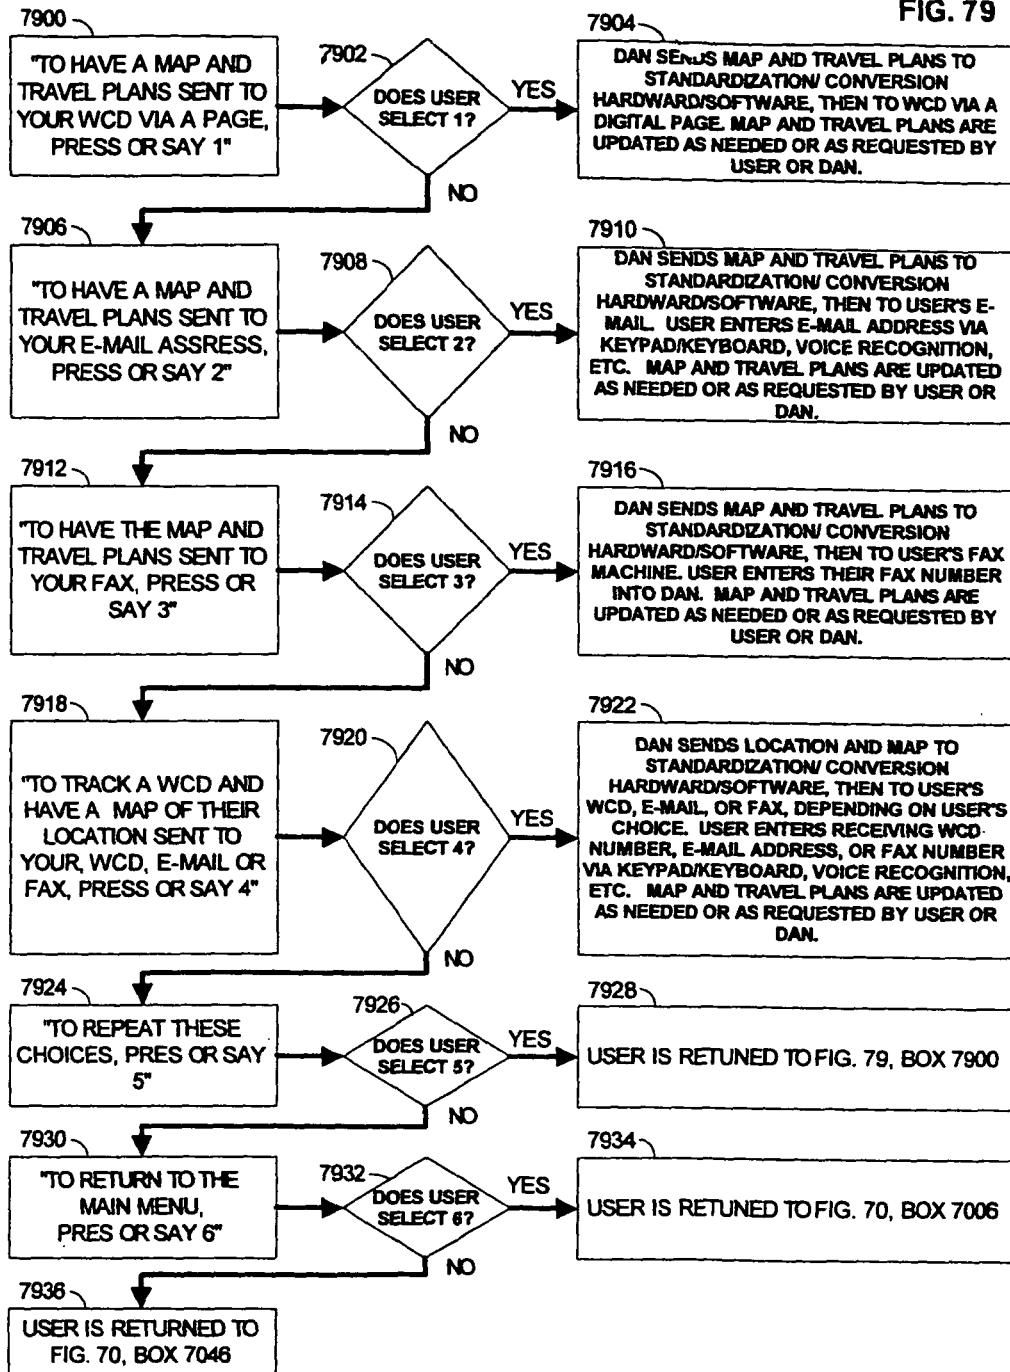 FIG. 79
7900
"TO HAVE A MAP AND
TRAVEL PLANS SENT TO
YOUR WCD VIA A PAGE,
PRESS OR SAY 1"
7902
DOES USER
SELECT 1?
YES
NO
7904
DAN SENDS MAP AND TRAVEL PLANS TO
STANDARDIZATION/ CONVERSION
HARDWARE/SOFTWARE, THEN TO WCD VIA A
DIGITAL PAGE. MAP AND TRAVEL PLANS ARE
UPDATED AS NEEDED OR AS REQUESTED BY
USER OR DAN.
7906
"TO HAVE A MAP AND
TRAVEL PLANS SENT TO
YOUR E-MAIL ASSRESS,
PRESS OR SAY 2"
7908
DOES USER
SELECT 2?
YES
NO
7910
DAN SENDS MAP AND TRAVEL PLANS TO
STANDARDIZATION/ CONVERSION
HARDWARE/SOFTWARE, THEN TO USER'S E-
MAIL. USER ENTERS E-MAIL ADDRESS VIA
KEYPAD/KEYBOARD, VOICE RECOGNITION,
ETC. MAP AND TRAVEL PLANS ARE UPDATED
AS NEEDED OR AS REQUESTED BY USER OR
DAN.
7912
"TO HAVE THE MAP AND
TRAVEL PLANS SENT TO
YOUR FAX, PRESS OR
SAY 3"
7914
DOES USER
SELECT 3?
YES
NO
7916
DAN SENDS MAP AND TRAVEL PLANS TO
STANDARDIZATION/ CONVERSION
HARDWARE/SOFTWARE, THEN TO USER'S FAX
MACHINE. USER ENTERS THEIR FAX NUMBER
INTO DAN. MAP AND TRAVEL PLANS ARE
UPDATED AS NEEDED OR AS REQUESTED BY
USER OR DAN.
7918
"TO TRACK A WCD AND
HAVE A MAP OF THEIR
LOCATION SENT TO
YOUR, WCD, E-MAIL OR
FAX, PRESS OR SAY 4"
7920
DOES USER
SELECT 4?
YES
NO
7922
DAN SENDS LOCATION AND MAP TO
STANDARDIZATION/ CONVERSION
HARDWARE/SOFTWARE, THEN TO USER'S
WCD, E-MAIL, OR FAX, DEPENDING ON USER'S
CHOICE. USER ENTERS RECEIVING WCD
NUMBER, E-MAIL ADDRESS, OR FAX NUMBER
VIA KEYPAD/KEYBOARD, VOICE RECOGNITION,
ETC. MAP AND TRAVEL PLANS ARE UPDATED
AS NEEDED OR AS REQUESTED BY USER OR
DAN.
7924
"TO REPEAT THESE
CHOICES, PRES OR SAY
5"
7926
DOES USER
SELECT 5?
YES
NO
7928
USER IS RETUNED TO FIG. 79, BOX 7900
7930
"TO RETURN TO THE
MAIN MENU,
PRES OR SAY 6"
7932
DOES USER
SELECT 6?
YES
NO
7934
USER IS RETUNED TO FIG. 70, BOX 7006
7936
USER IS RETURNED TO
FIG. 70, BOX 7046